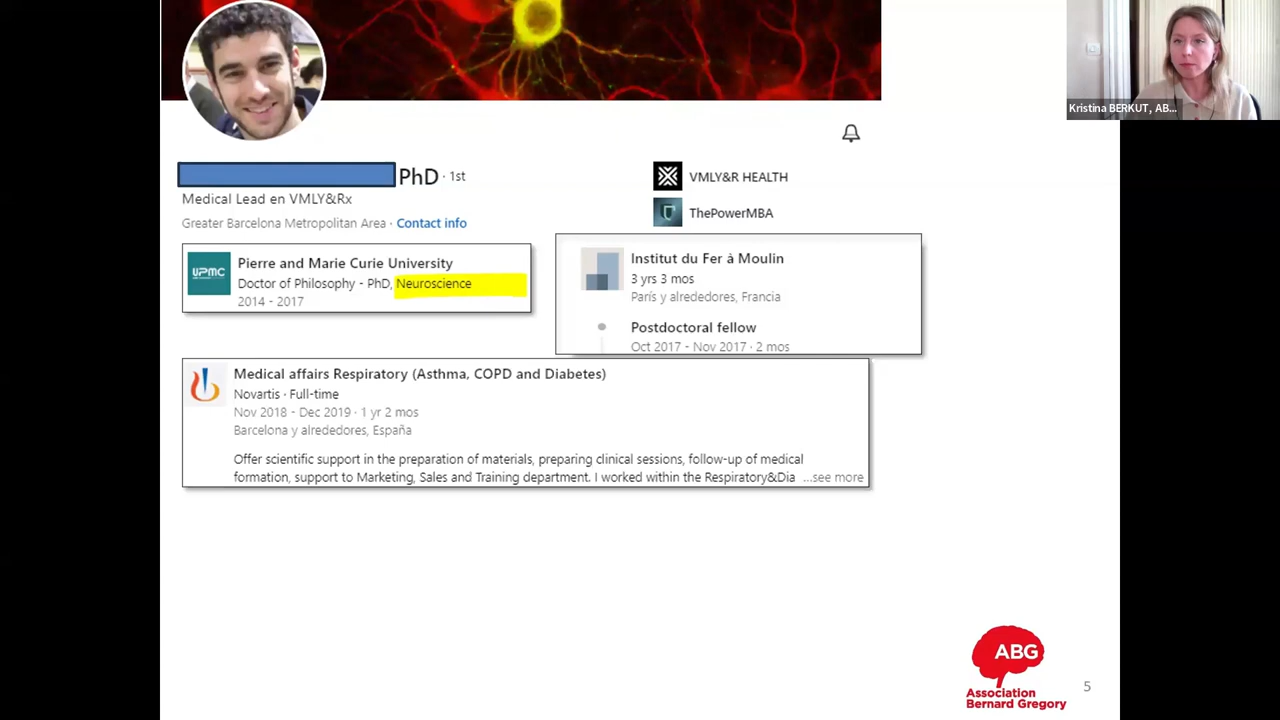 Kristina BERKUT, AB...
PhD · 1st
Medical Lead en VMLY&Rx
Greater Barcelona Metropolitan Area · Contact info
VMLY&R HEALTH
ThePowerMBA
UPMC
Pierre and Marie Curie University
Doctor of Philosophy - PhD, Neuroscience
2014 - 2017
Institut du Fer à Moulin
3 yrs 3 mos
París y alrededores, Francia
Postdoctoral fellow
Oct 2017 - Nov 2017 · 2 mos
Medical affairs Respiratory (Asthma, COPD and Diabetes)
Novartis · Full-time
Nov 2018 - Dec 2019 · 1 yr 2 mos
Barcelona y alrededores, España
Offer scientific support in the preparation of materials, preparing clinical sessions, follow-up of medical
formation, support to Marketing, Sales and Training department. I worked within the Respiratory&Dia ...see more
ABG
Association
Bernard Gregory
5